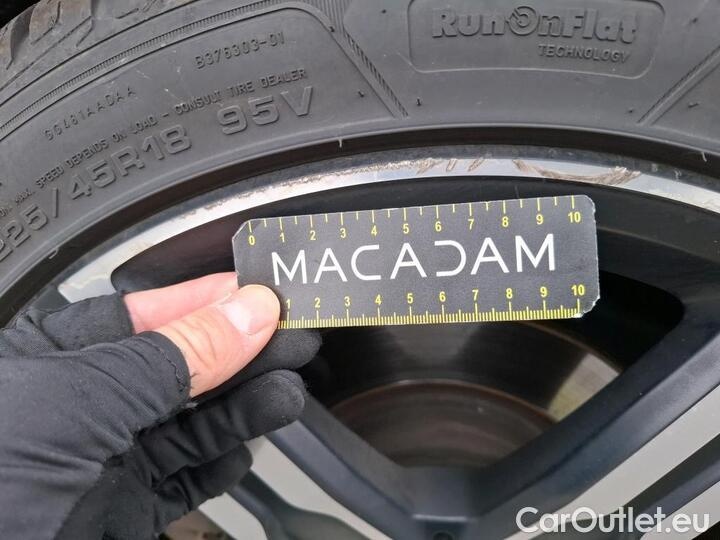 RunOnFlat
TECHNOLOGY
B376303-01
MAX. SPEED DEPENDS ON LOAD - CONSULT TIRE DEALER
225/45R18 95V
0 1 2 3 4 5 6 7 8 9 10
MACADAM
1 2 3 4 5 6 7 8 9 10
CarOutlet.eu